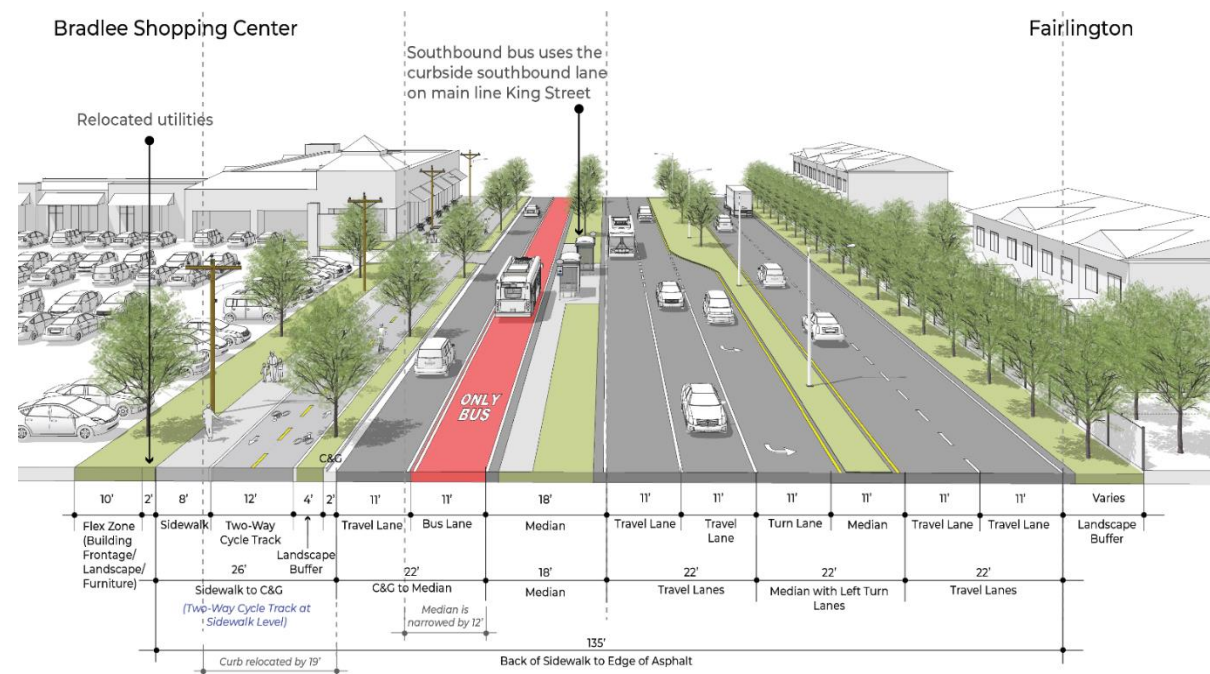 Bradlee Shopping Center
Fairlington
Southbound bus uses the
curbside southbound lane
on main line King Street
Relocated utilities
ONLY
BUS
C&G
10'
2'
8'
12'
4'
2'
11'
11'
18'
11'
11'
11'
11'
11'
11'
Varies
Flex Zone
(Building
Frontage/
Landscape/
Furniture)
Sidewalk
Two-Way
Cycle Track
Landscape
Buffer
Travel Lane
Bus Lane
Median
Travel Lane
Travel
Lane
Turn Lane
Median
Travel Lane
Travel Lane
Landscape
Buffer
26'
Sidewalk to C&G
(Two-Way Cycle Track at
Sidewalk Level)
22'
C&G to Median
18'
Median
22'
Travel Lanes
22'
Median with Left Turn
Lanes
22'
Travel Lanes
Median is
narrowed by 12'
135'
Back of Sidewalk to Edge of Asphalt
Curb relocated by 19'